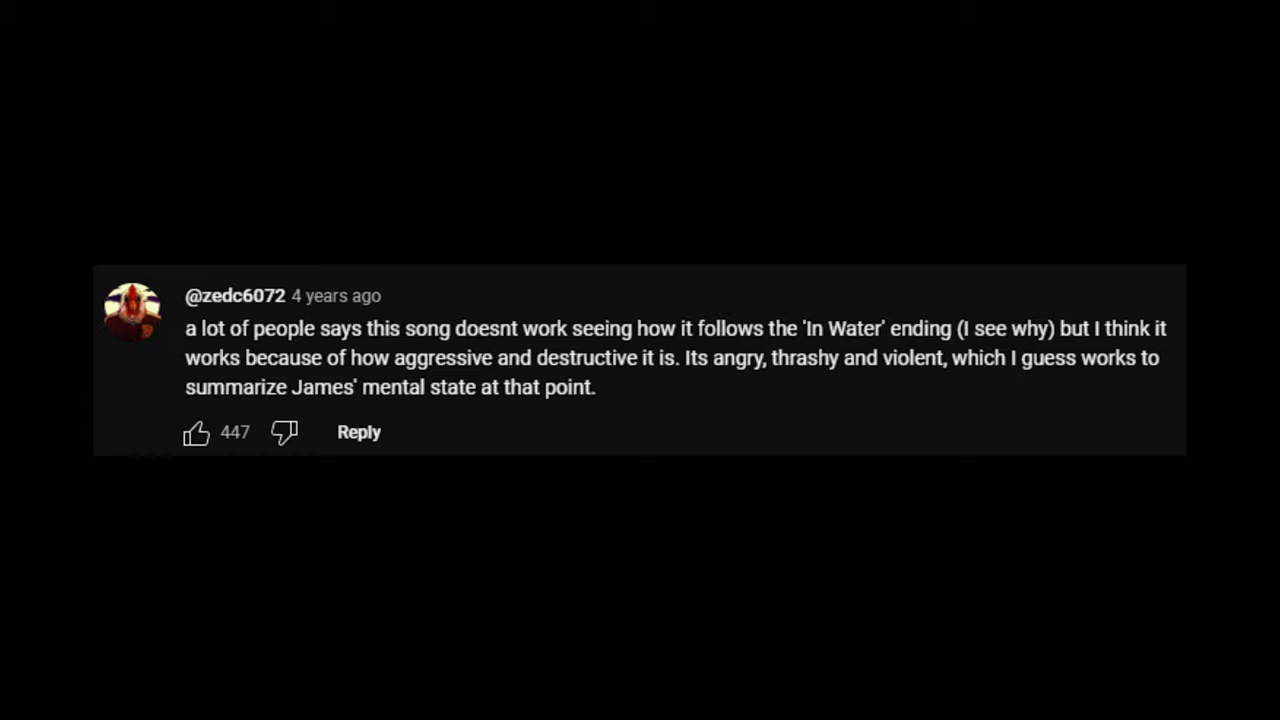 @zedc6072 4 years ago
a lot of people says this song doesnt work seeing how it follows the 'In Water' ending (I see why) but I think it
works because of how aggressive and destructive it is. Its angry, thrashy and violent, which I guess works to
summarize James' mental state at that point.
447 Reply